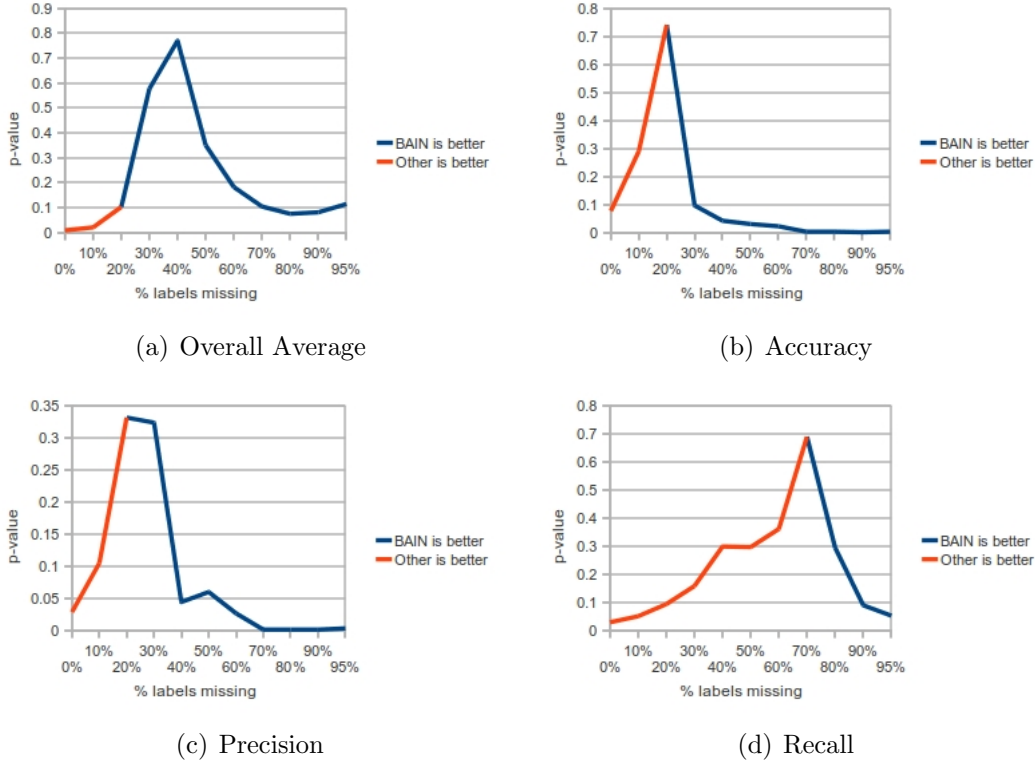 0.9
0.8
0.7
0.6
0.5
0.4
0.3
0.2
0.1
0
p-value
10% 30% 50% 70% 90%
0% 20% 40% 60% 80% 95%
% labels missing
BAIN is better
Other is better
(a) Overall Average
0.8
0.7
0.6
0.5
0.4
0.3
0.2
0.1
0
p-value
10% 30% 50% 70% 90%
0% 20% 40% 60% 80% 95%
% labels missing
BAIN is better
Other is better
(b) Accuracy
0.35
0.3
0.25
0.2
0.15
0.1
0.05
0
p-value
10% 30% 50% 70% 90%
0% 20% 40% 60% 80% 95%
% labels missing
BAIN is better
Other is better
(c) Precision
0.8
0.7
0.6
0.5
0.4
0.3
0.2
0.1
0
p-value
10% 30% 50% 70% 90%
0% 20% 40% 60% 80% 95%
% labels missing
BAIN is better
Other is better
(d) Recall